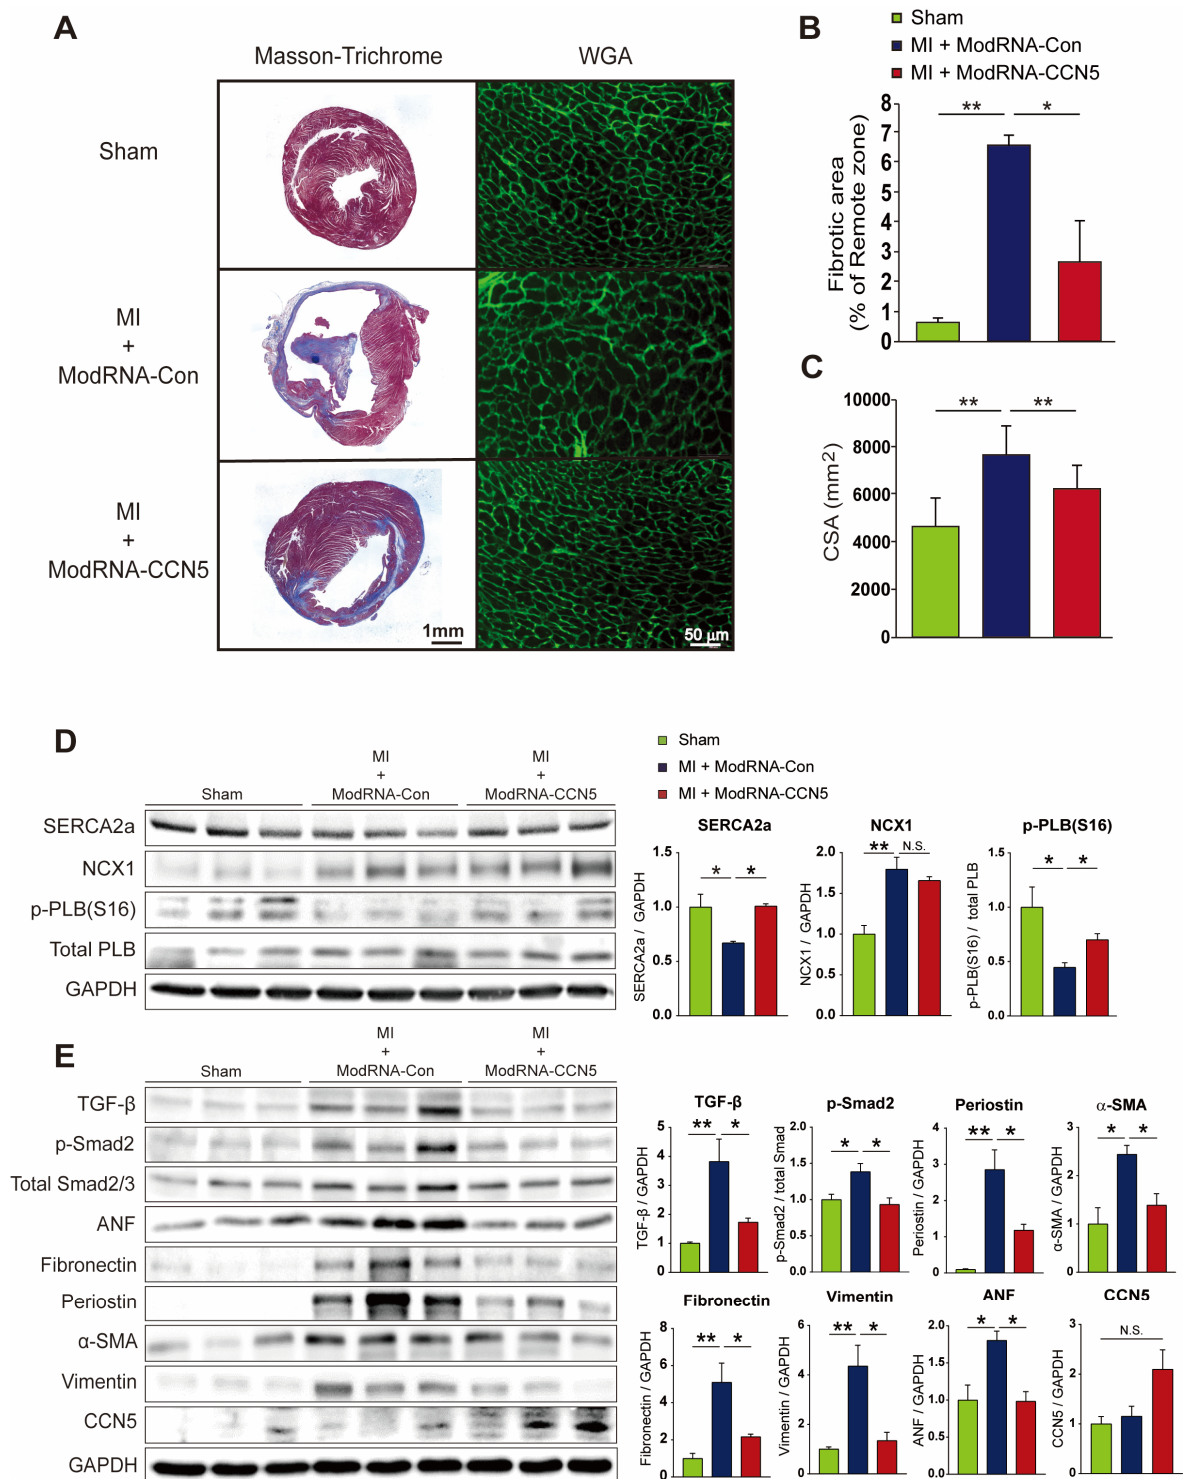 A
Masson-Trichrome
WGA
Sham
MI
+
ModRNA-Con
MI
+
ModRNA-CCN5
1mm
50 µm
B
Sham
MI + ModRNA-Con
MI + ModRNA-CCN5
Fibrotic area
(% of Remote zone)
8
7
6
5
4
3
2
1
0
**
*
C
CSA (mm²)
10000
8000
6000
4000
2000
0
**
**
D
Sham
MI
+
ModRNA-Con
MI
+
ModRNA-CCN5
SERCA2a
NCX1
p-PLB(S16)
Total PLB
GAPDH
Sham
MI + ModRNA-Con
MI + ModRNA-CCN5
SERCA2a
SERCA2a / GAPDH
1.5
1.0
0.5
0.0
*
*
NCX1
NCX1 / GAPDH
2.0
1.5
1.0
0.5
0.0
**
N.S.
p-PLB(S16)
p-PLB(S16) / total PLB
1.5
1.0
0.5
0.0
*
*
E
Sham
MI
+
ModRNA-Con
MI
+
ModRNA-CCN5
TGF-β
p-Smad2
Total Smad2/3
ANF
Fibronectin
Periostin
α-SMA
Vimentin
CCN5
GAPDH
TGF-β
TGF-β / GAPDH
5
4
3
2
1
0
**
*
p-Smad2
p-Smad2 / total Smad
2.0
1.5
1.0
0.5
0.0
*
*
Periostin
Periostin / GAPDH
4
3
2
1
0
**
*
α-SMA
α-SMA / GAPDH
3
2
1
0
*
*
Fibronectin
Fibronectin / GAPDH
8
6
4
2
0
**
*
Vimentin
Vimentin / GAPDH
6
4
2
0
**
*
ANF
ANF / GAPDH
2.0
1.5
1.0
0.5
0.0
*
*
CCN5
CCN5 / GAPDH
3
2
1
0
N.S.